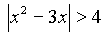 |x² − 3x| > 4